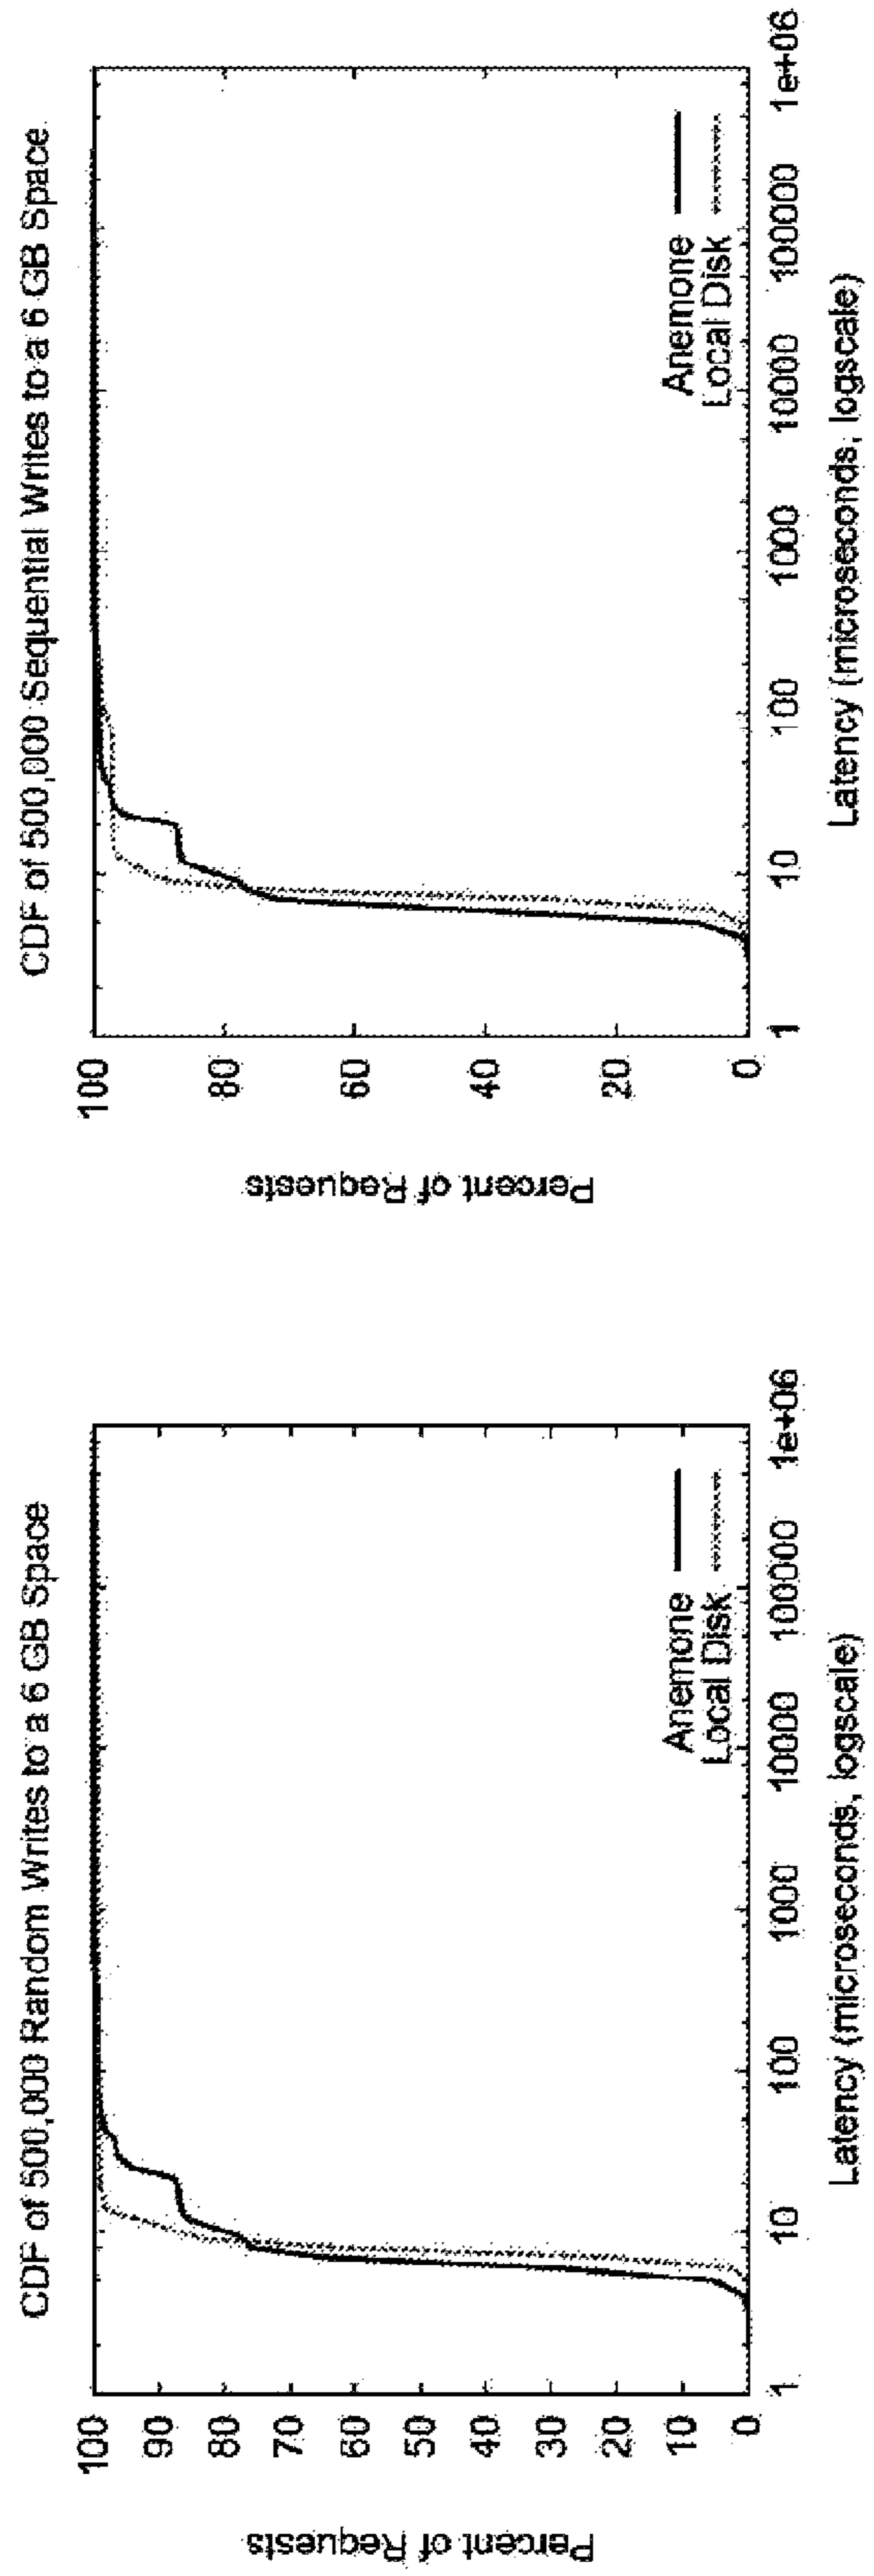 CDF of 500,000 Random Writes to a 6 GB Space
Percent of Requests
100
90
80
70
60
50
40
30
20
10
0
Anemone
Local Disk
1 10 100 1000 10000 100000 1e+06
Latency (microseconds, logscale)
CDF of 500,000 Sequential Writes to a 6 GB Space
Percent of Requests
100
80
60
40
20
0
Anemone
Local Disk
1 10 100 1000 10000 100000 1e+06
Latency (microseconds, logscale)